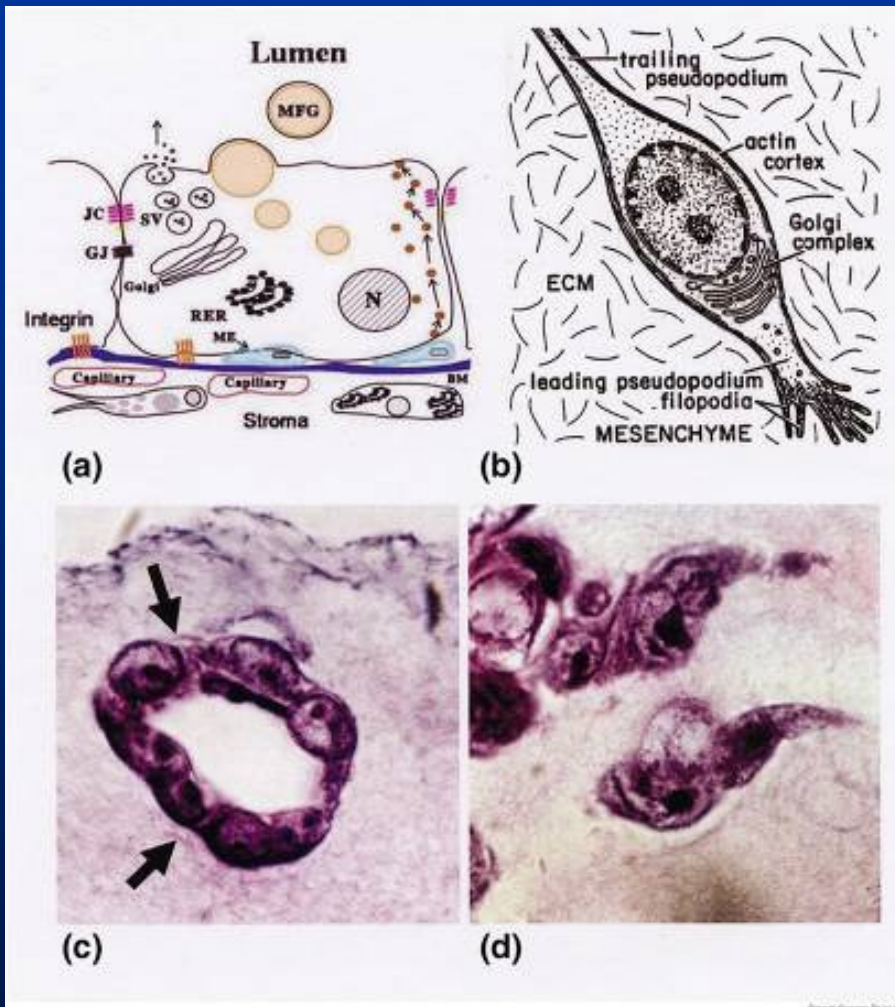 Lumen
MFG
JC
SV
GJ
Golgi
RER
N
Integrin
ME
Capillary
Capillary
BM
Stroma
(a)
trailing
pseudopodium
actin
cortex
Golgi
complex
ECM
leading pseudopodium
filopodia
MESENCHYME
(b)
(c)
(d)